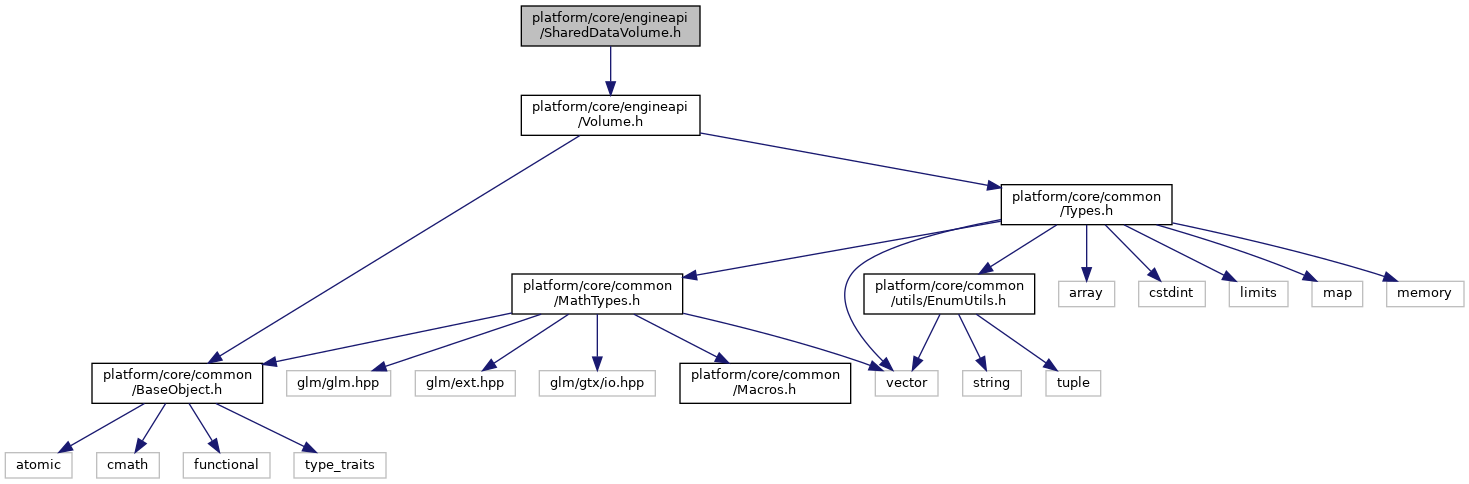 platform/core/engineapi
/SharedDataVolume.h
platform/core/engineapi
/Volume.h
platform/core/common
/Types.h
platform/core/common
/MathTypes.h
platform/core/common
/utils/EnumUtils.h
array
cstdint
limits
map
memory
platform/core/common
/BaseObject.h
glm/glm.hpp
glm/ext.hpp
glm/gtx/io.hpp
platform/core/common
/Macros.h
vector
string
tuple
atomic
cmath
functional
type_traits